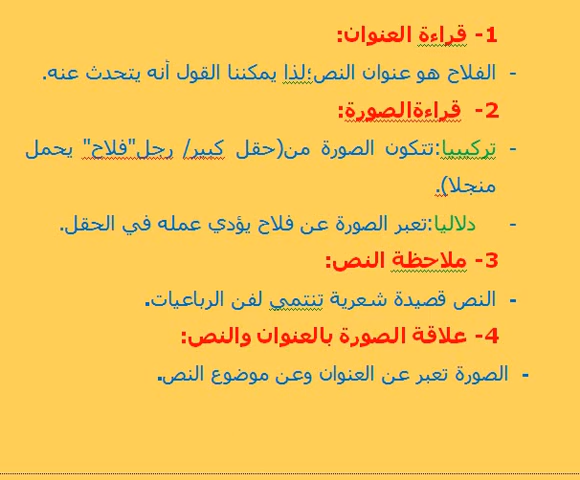 1- قراءة العنوان:
- الفلاح هو عنوان النص؛لذا يمكننا القول أنه يتحدث عنه.
2- قراءةالصورة:
- تركيبيا:تتكون الصورة من(حقل كبير/ رجل"فلاح" يحمل
منجلا).
- دلاليا:تعبر الصورة عن فلاح يؤدي عمله في الحقل.
3- ملاحظة النص:
- النص قصيدة شعرية تنتمي لفن الرباعيات.
4- علاقة الصورة بالعنوان والنص:
- الصورة تعبر عن العنوان وعن موضوع النص.